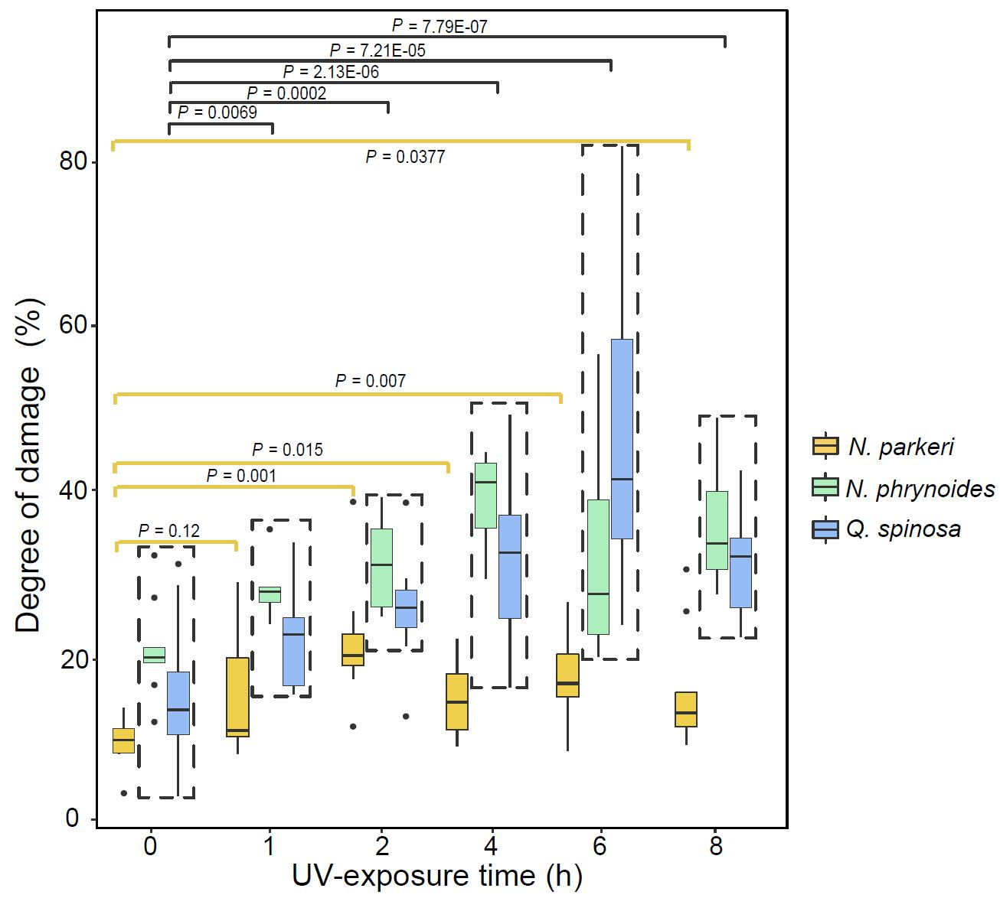 P = 7.79E-07
P = 7.21E-05
P = 2.13E-06
P = 0.0002
P = 0.0069
P = 0.0377
80
60
P = 0.007
P = 0.015
P = 0.001
40
P = 0.12
20
0
Degree of damage (%)
0 1 2 4 6 8
UV-exposure time (h)
N. parkeri
N. phrynoides
Q. spinosa